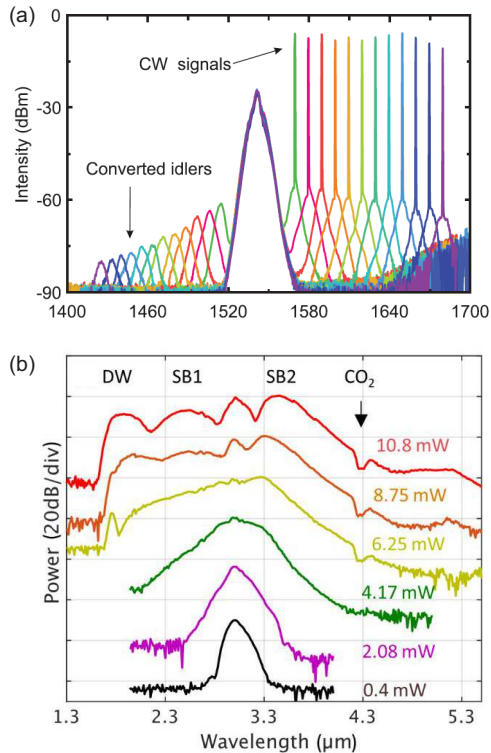 (a)
0
-30
-60
-90
Intensity (dBm)
CW signals
Converted idlers
1400 1460 1520 1580 1640 1700
(b)
DW SB1 SB2 CO₂
10.8 mW
8.75 mW
6.25 mW
4.17 mW
2.08 mW
0.4 mW
Power (20dB/div)
1.3 2.3 3.3 4.3 5.3
Wavelength (μm)